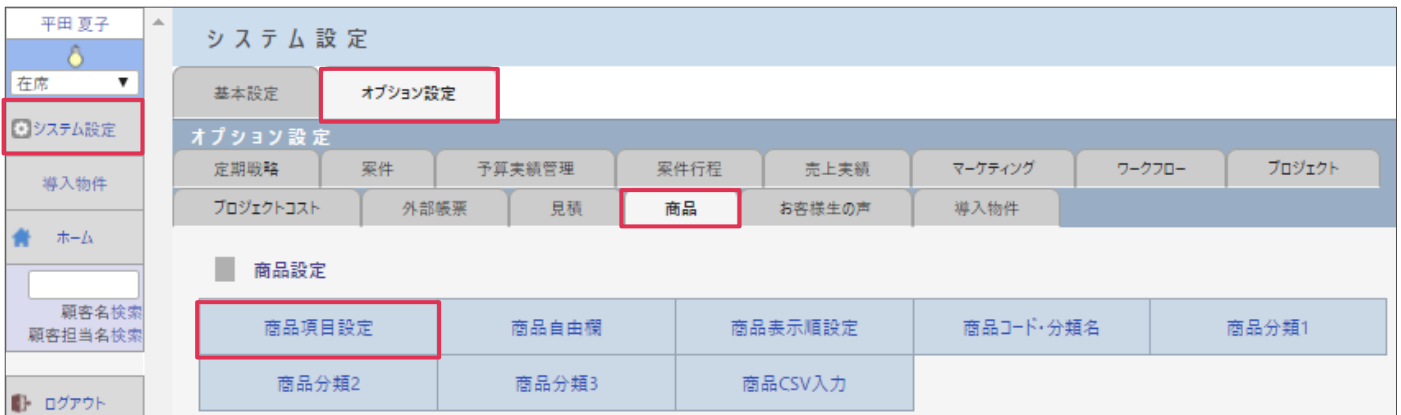 平田 夏子
在席 ▼
システム設定
導入物件
ホーム
顧客名検索
顧客担当名検索
ログアウト
システム設定
基本設定 オプション設定
オプション設定
定期戦略 案件 予算実績管理 案件行程 売上実績 マーケティング ワークフロー プロジェクト
プロジェクトコスト 外部帳票 見積 商品 お客様生の声 導入物件
商品設定
商品項目設定 商品自由欄 商品表示順設定 商品コード・分類名 商品分類1
商品分類2 商品分類3 商品CSV入力